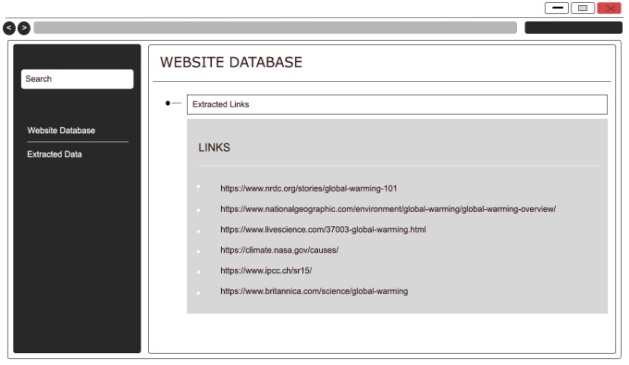 Search
Website Database
Extracted Data
WEBSITE DATABASE
Extracted Links
LINKS
https://www.nrdc.org/stories/global-warming-101
https://www.nationalgeographic.com/environment/global-warming/global-warming-overview/
https://www.livescience.com/37003-global-warming.html
https://climate.nasa.gov/causes/
https://www.ipcc.ch/sr15/
https://www.britannica.com/science/global-warming